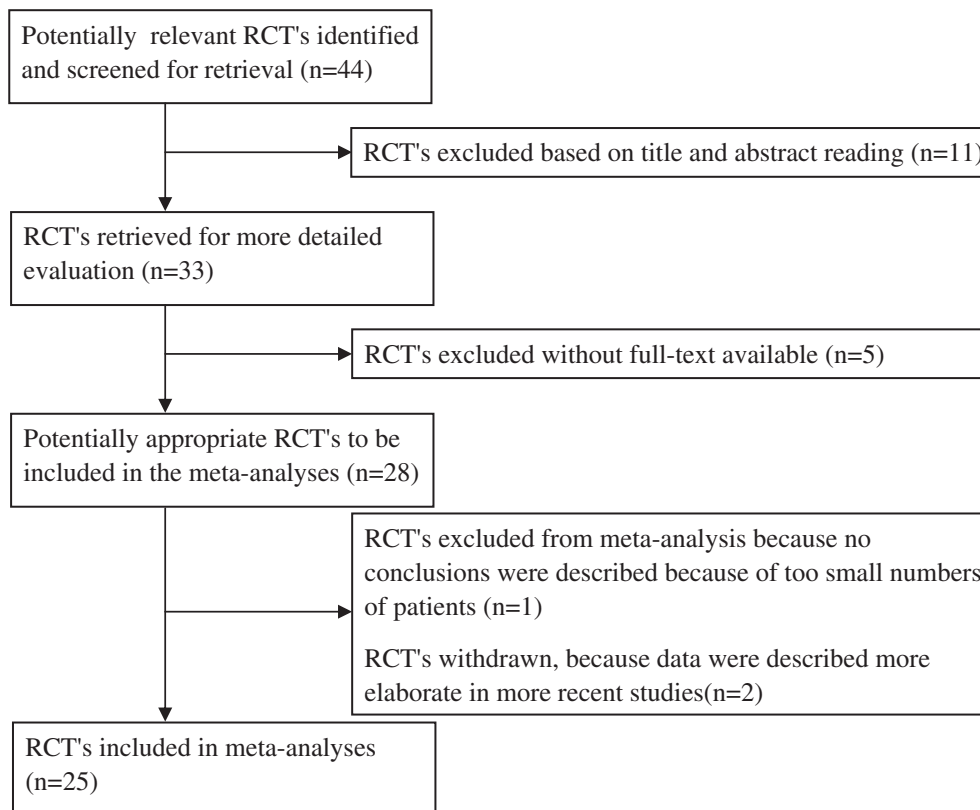 Potentially relevant RCT's identified
and screened for retrieval (n=44)
RCT's excluded based on title and abstract reading (n=11)
RCT's retrieved for more detailed
evaluation (n=33)
RCT's excluded without full-text available (n=5)
Potentially appropriate RCT's to be
included in the meta-analyses (n=28)
RCT's excluded from meta-analysis because no
conclusions were described because of too small numbers
of patients (n=1)
RCT's withdrawn, because data were described more
elaborate in more recent studies(n=2)
RCT's included in meta-analyses
(n=25)